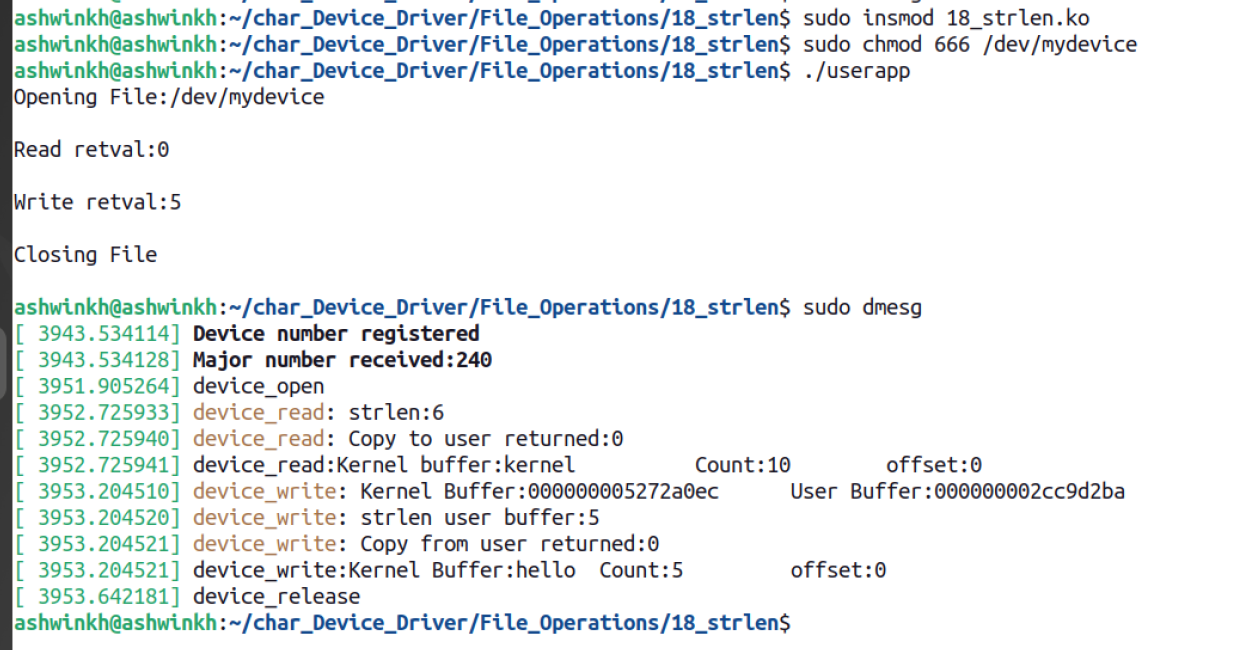 ashwinkh@ashwinkh:~/char_Device_Driver/File_Operations/18_strlen$ sudo insmod 18_strlen.ko
ashwinkh@ashwinkh:~/char_Device_Driver/File_Operations/18_strlen$ sudo chmod 666 /dev/mydevice
ashwinkh@ashwinkh:~/char_Device_Driver/File_Operations/18_strlen$ ./userapp
Opening File:/dev/mydevice
Read retval:0
Write retval:5
Closing File
ashwinkh@ashwinkh:~/char_Device_Driver/File_Operations/18_strlen$ sudo dmesg
[ 3943.534114] Device number registered
[ 3943.534128] Major number received:240
[ 3951.905264] device_open
[ 3952.725933] device_read: strlen:6
[ 3952.725940] device_read: Copy to user returned:0
[ 3952.725941] device_read:Kernel buffer:kernel          Count:10        offset:0
[ 3953.204510] device_write: Kernel Buffer:000000005272a0ec      User Buffer:000000002cc9d2ba
[ 3953.204520] device_write: strlen user buffer:5
[ 3953.204521] device_write: Copy from user returned:0
[ 3953.204521] device_write:Kernel Buffer:hello  Count:5         offset:0
[ 3953.642181] device_release
ashwinkh@ashwinkh:~/char_Device_Driver/File_Operations/18_strlen$